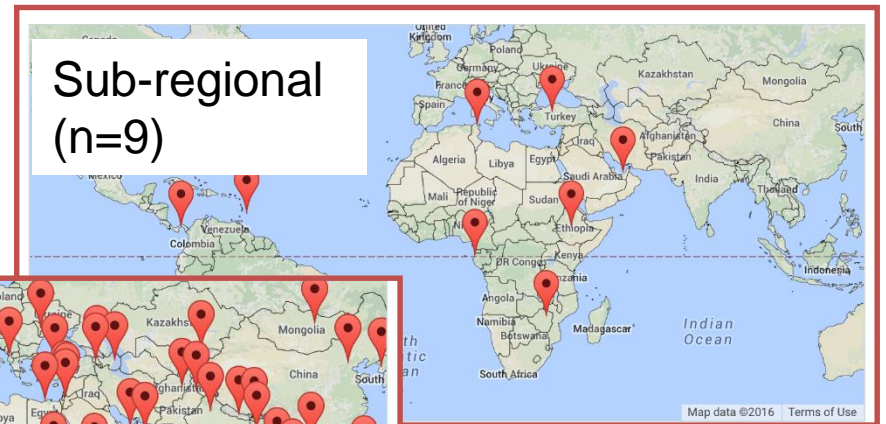 Sub-regional
(n=9)
United
Kingdom
Poland
Germany
Ukraine
France
Kazakhstan
Mongolia
Spain
Turkey
China
South
Iraq
Afghanistan
Pakistan
Algeria
Libya
Egypt
Saudi Arabia
India
Thailand
Mexico
Mali
Republic
of Niger
Sudan
Venezuela
Colombia
Ethiopia
Kenya
DR Congo
Indonesia
Tanzania
Angola
Namibia
Botswana
Madagascar
Indian
Ocean
South Africa
Map data ©2016 Terms of Use
Ukraine
Kazakhs
Mongolia
China
South
Iraq
Pakistan